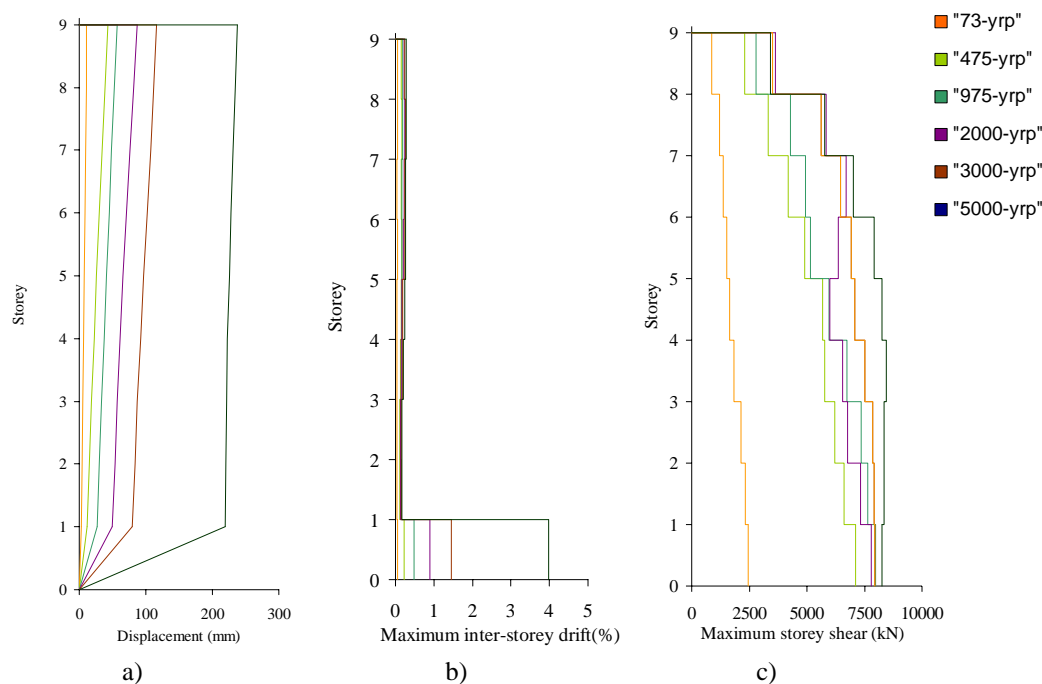 9
8
7
6
5
4
3
2
1
0
Storey
0 100 200 300
Displacement (mm)
a)
9
8
7
6
5
4
3
2
1
0
Storey
0 1 2 3 4 5
Maximum inter-storey drift(%)
b)
9
8
7
6
5
4
3
2
1
0
Storey
0 2500 5000 7500 10000
Maximum storey shear (kN)
c)
"73-yrp"
"475-yrp"
"975-yrp"
"2000-yrp"
"3000-yrp"
"5000-yrp"